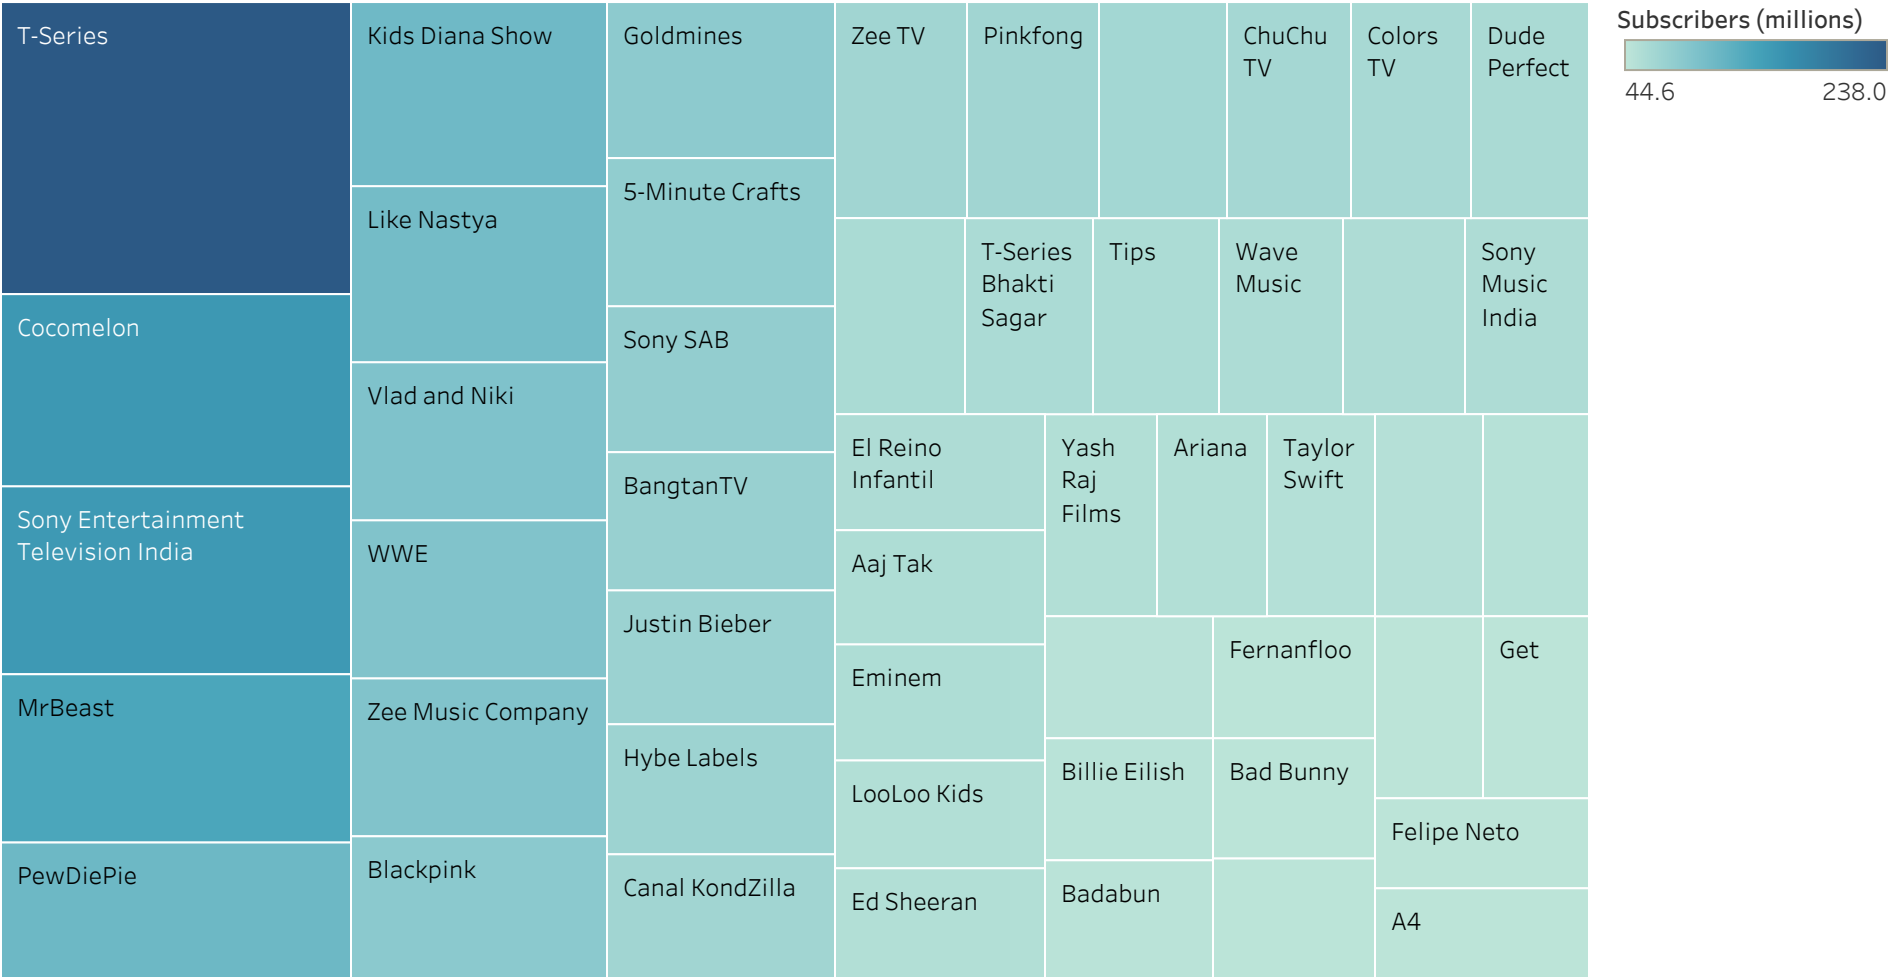 T-Series
Cocomelon
Sony Entertainment
Television India
MrBeast
PewDiePie
Kids Diana Show
Like Nastya
Vlad and Niki
WWE
Zee Music Company
Blackpink
Goldmines
5-Minute Crafts
Sony SAB
BangtanTV
Justin Bieber
Hybe Labels
Canal KondZilla
Zee TV
Pinkfong
ChuChu
TV
Colors
TV
Dude
Perfect
T-Series
Bhakti
Sagar
Tips
Wave
Music
Sony
Music
India
El Reino
Infantil
Aaj Tak
Eminem
LooLoo Kids
Ed Sheeran
Yash
Raj
Films
Ariana
Taylor
Swift
Fernanfloo
Get
Billie Eilish
Bad Bunny
Badabun
Felipe Neto
A4
Subscribers (millions)
44.6
238.0